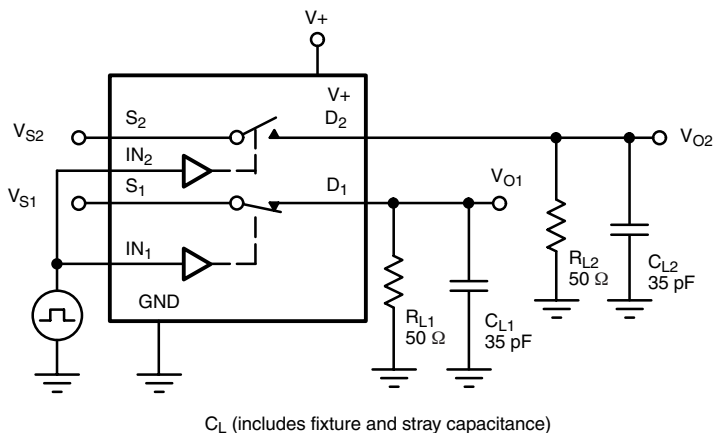 V+
V+
VS2
S2
D2
VO2
IN2
VS1
S1
D1
VO1
IN1
GND
RL2
50 Ω
CL2
35 pF
RL1
50 Ω
CL1
35 pF
CL (includes fixture and stray capacitance)